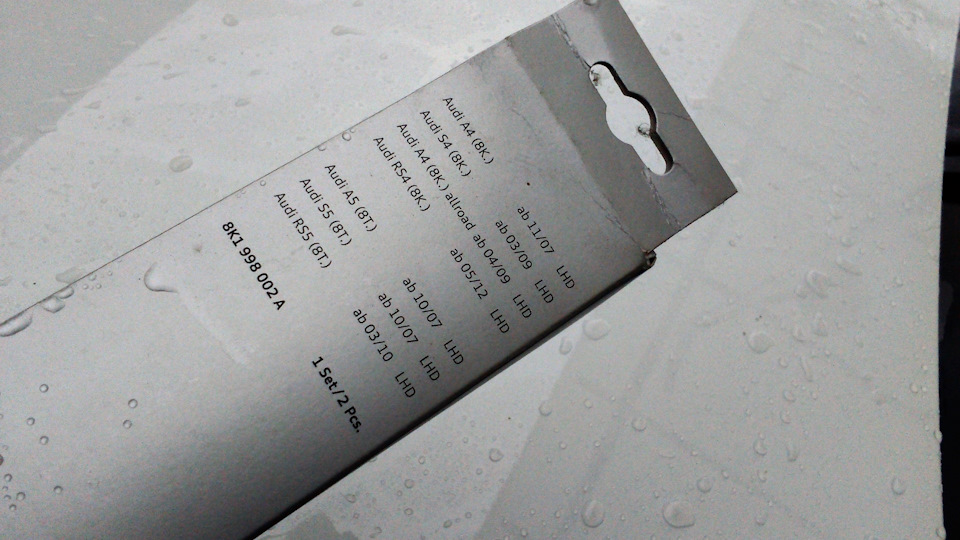 Audi A4 (8K.) ab 11/07 LHD
Audi S4 (8K.) ab 03/09 LHD
Audi A4 (8K.) allroad ab 04/09 LHD
Audi RS4 (8K.) ab 05/12 LHD
Audi A5 (8T.) ab 10/07 LHD
Audi S5 (8T.) ab 10/07 LHD
Audi RS5 (8T.) ab 03/10 LHD
8K1 998 002 A 1 Set/2 Pcs.